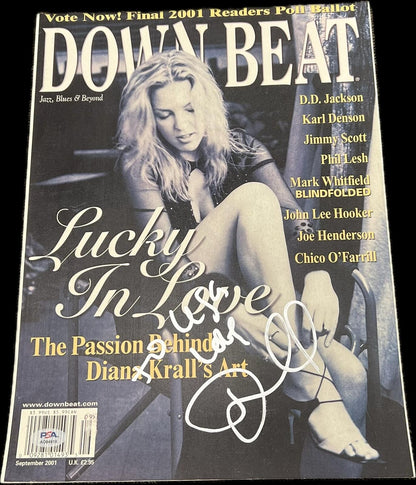 Vote Now! Final 2001 Readers Poll Ballot
DOWN BEAT
Jazz, Blues & Beyond
D.D. Jackson
Karl Denson
Jimmy Scott
Phil Lesh
Mark Whitfield
BLINDFOLDED
John Lee Hooker
Joe Henderson
Chico O'Farrill
Lucky
In Love
The Passion Behind
Diana Krall's Art
www.downbeat.com
PSA
September 2001 U.K. £2.95